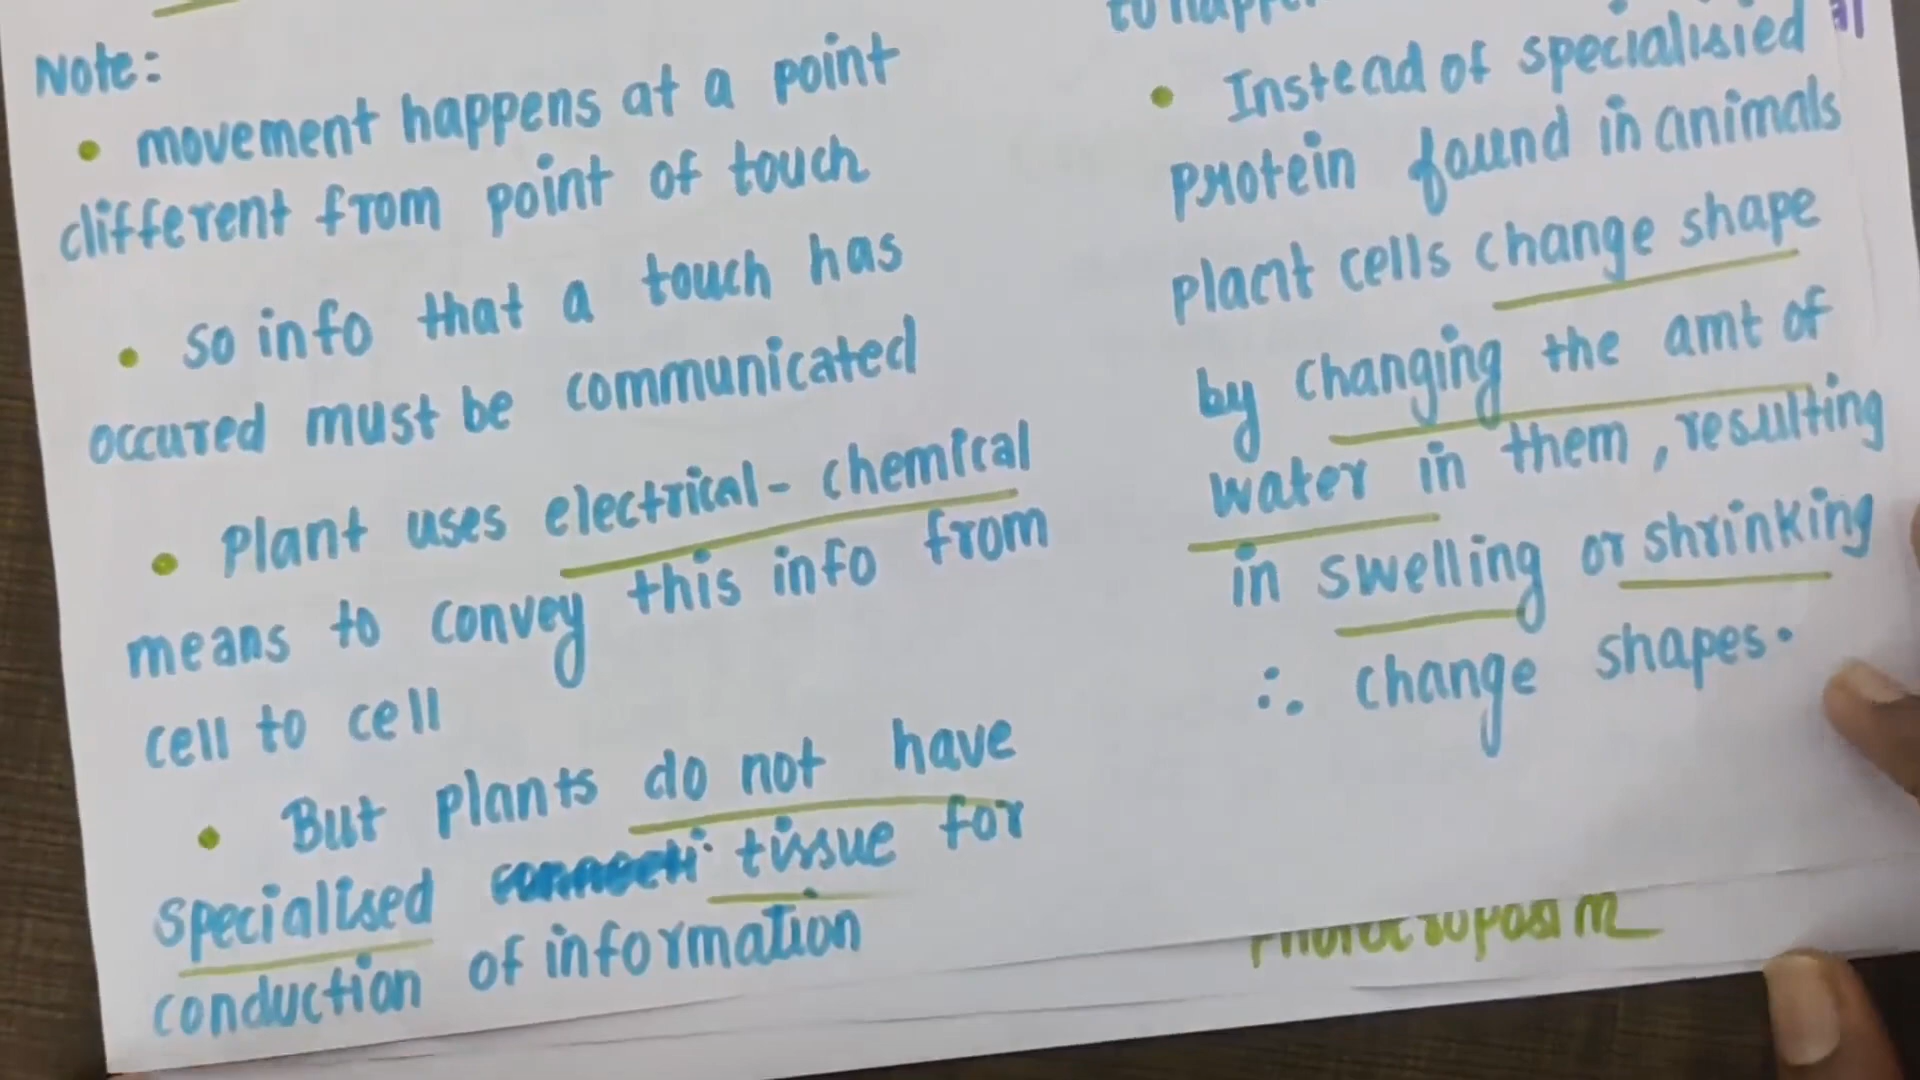 Note:
• movement happens at a point
different from point of touch
• so info that a touch has
occured must be communicated
• Plant uses electrical-chemical
means to convey this info from
cell to cell
• But plants do not have
specialised tissue for
conduction of information
• Instead of specialisied
protein found in animals
plant cells change shape
by changing the amt of
water in them, resulting
in swelling or shrinking
∴ change shapes.